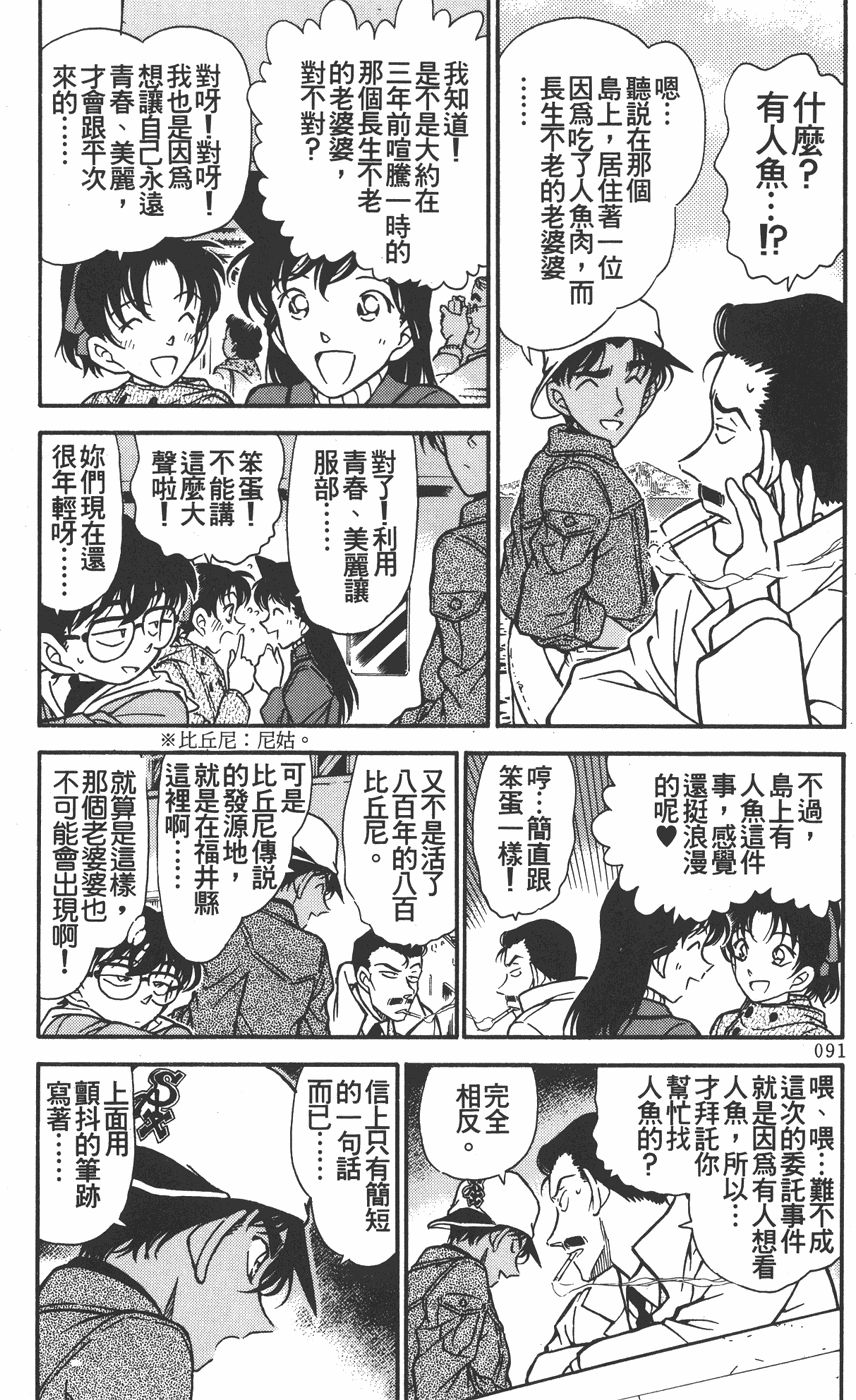 什麼？
有人魚…⁉
嗯…
聽説在那個
島上，居住著一位
因爲吃了人魚肉，而
長生不老的老婆婆
……
我知道！
是不是大約在
三年前喧騰一時的
那個長生不老
的老婆婆，
對不對？
對呀！對呀！
我也是因爲
想讓自己永遠
青春、美麗，
才會跟平次
來的……
對了！利用
青春、美麗讓
服部…
笨蛋！
不能講
這麼大
聲啦！
妳們現在還
很年輕呀……
※比丘尼：尼姑。
不過，
島上有
人魚這件
事，感覺
還挺浪漫
的呢♥
哼…簡直跟
笨蛋一樣！
又不是活了
八百年的八百
比丘尼。
可是
比丘尼傳説
的發源地，
就是在福井縣
這裡啊……
就算是這樣，
那個老婆婆也
不可能會出現啊！
091
喂、喂…難不成
這次的委託事件
就是因爲有人想看
人魚，所以…
才拜託你
幫忙找
人魚的？
完全
相反。
信上只有簡短
的一句話
而已……
上面用
顫抖的筆跡
寫著……